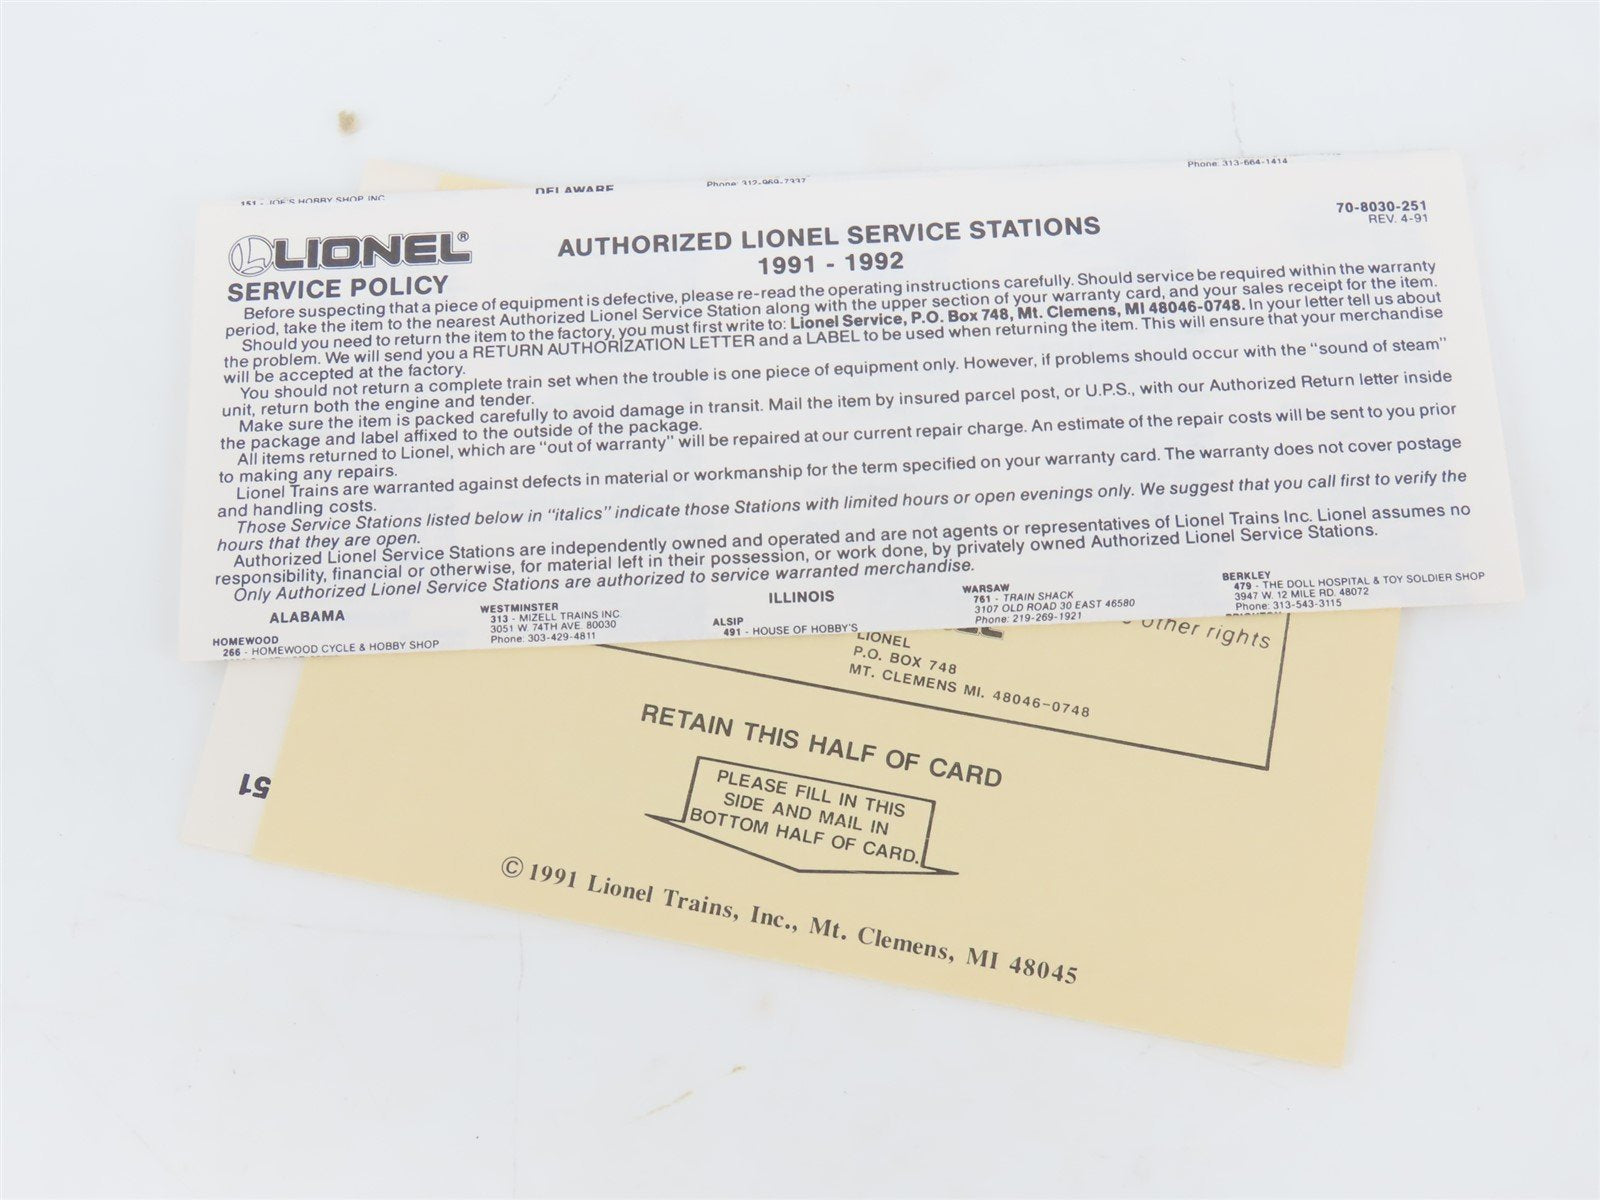 151 - JOE'S HOBBY SHOP INC.
DELAWARE
Phone: 312-969-7337
Phone: 313-664-1414
LIONEL®
SERVICE POLICY
AUTHORIZED LIONEL SERVICE STATIONS
1991 - 1992
70-8030-251
REV. 4-91
Before suspecting that a piece of equipment is defective, please re-read the operating instructions carefully. Should service be required within the warranty
period, take the item to the nearest Authorized Lionel Service Station along with the upper section of your warranty card, and your sales receipt for the item.
Should you need to return the item to the factory, you must first write to: Lionel Service, P.O. Box 748, Mt. Clemens, MI 48046-0748. In your letter tell us about
the problem. We will send you a RETURN AUTHORIZATION LETTER and a LABEL to be used when returning the item. This will ensure that your merchandise
will be accepted at the factory.
You should not return a complete train set when the trouble is one piece of equipment only. However, if problems should occur with the "sound of steam"
unit, return both the engine and tender.
Make sure the item is packed carefully to avoid damage in transit. Mail the item by insured parcel post, or U.P.S., with our Authorized Return letter inside
the package and label affixed to the outside of the package.
All items returned to Lionel, which are "out of warranty" will be repaired at our current repair charge. An estimate of the repair costs will be sent to you prior
to making any repairs.
Lionel Trains are warranted against defects in material or workmanship for the term specified on your warranty card. The warranty does not cover postage
and handling costs.
Those Service Stations listed below in "italics" indicate those Stations with limited hours or open evenings only. We suggest that you call first to verify the
hours that they are open.
Authorized Lionel Service Stations are independently owned and operated and are not agents or representatives of Lionel Trains Inc. Lionel assumes no
responsibility, financial or otherwise, for material left in their possession, or work done, by privately owned Authorized Lionel Service Stations.
Only Authorized Lionel Service Stations are authorized to service warranted merchandise.
ALABAMA
HOMEWOOD
266 - HOMEWOOD CYCLE & HOBBY SHOP
WESTMINSTER
313 - MIZELL TRAINS INC
3051 W. 74TH AVE. 80030
Phone: 303-429-4811
ILLINOIS
ALSIP
491 - HOUSE OF HOBBY'S
WARSAW
761 - TRAIN SHACK
3107 OLD ROAD 30 EAST 46580
Phone: 219-269-1921
BERKLEY
479 - THE DOLL HOSPITAL & TOY SOLDIER SHOP
3947 W. 12 MILE RD. 48072
Phone: 313-543-3115
other rights
LIONEL
P.O. BOX 748
MT. CLEMENS MI. 48046-0748
RETAIN THIS HALF OF CARD
PLEASE FILL IN THIS
SIDE AND MAIL IN
BOTTOM HALF OF CARD.
© 1991 Lionel Trains, Inc., Mt. Clemens, MI 48045
51